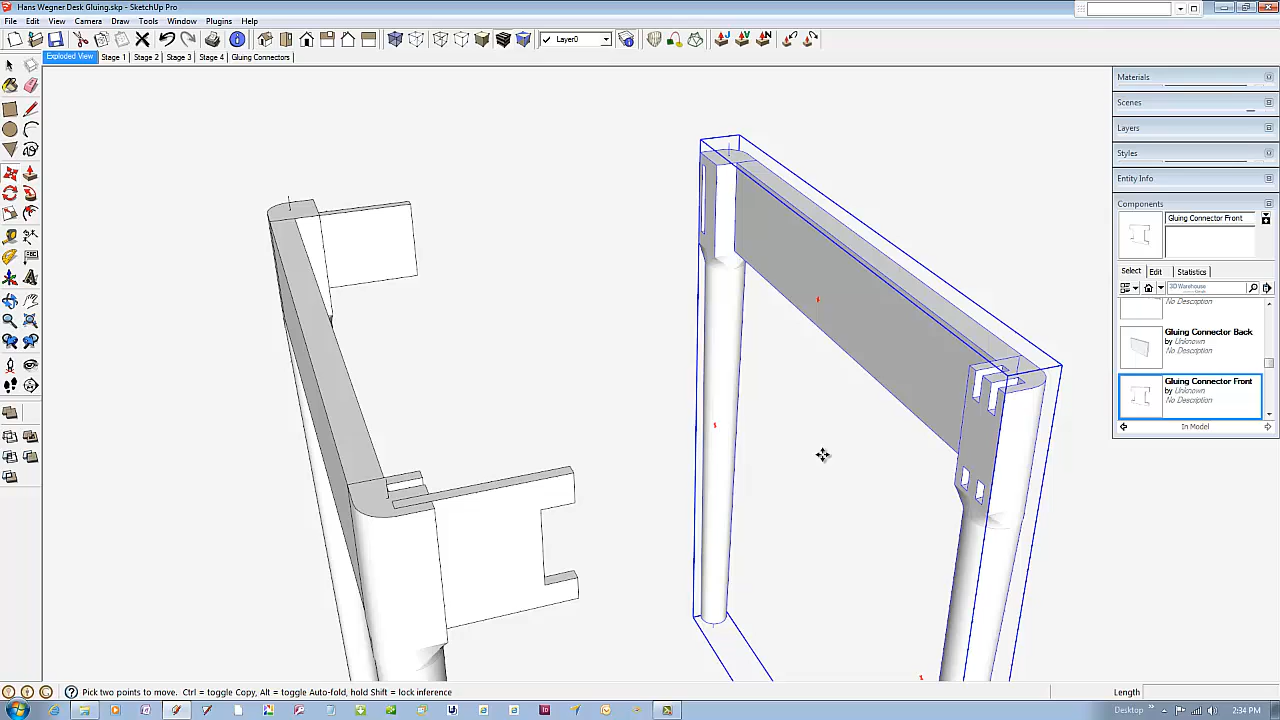 Hans Wegner Desk Gluing.skp - SketchUp Pro
File Edit View Camera Draw Tools Window Plugins Help
Layer0
Exploded View Stage 1 Stage 2 Stage 3 Stage 4 Gluing Connectors
Materials
Scenes
Layers
Styles
Entity Info
Components
Gluing Connector Front
Select Edit Statistics
3D Warehouse
No Description
Gluing Connector Back
by Unknown
No Description
Gluing Connector Front
by Unknown
No Description
In Model
Pick two points to move. Ctrl = toggle Copy, Alt = toggle Auto-fold, hold Shift = lock inference
Length
Desktop
2:34 PM